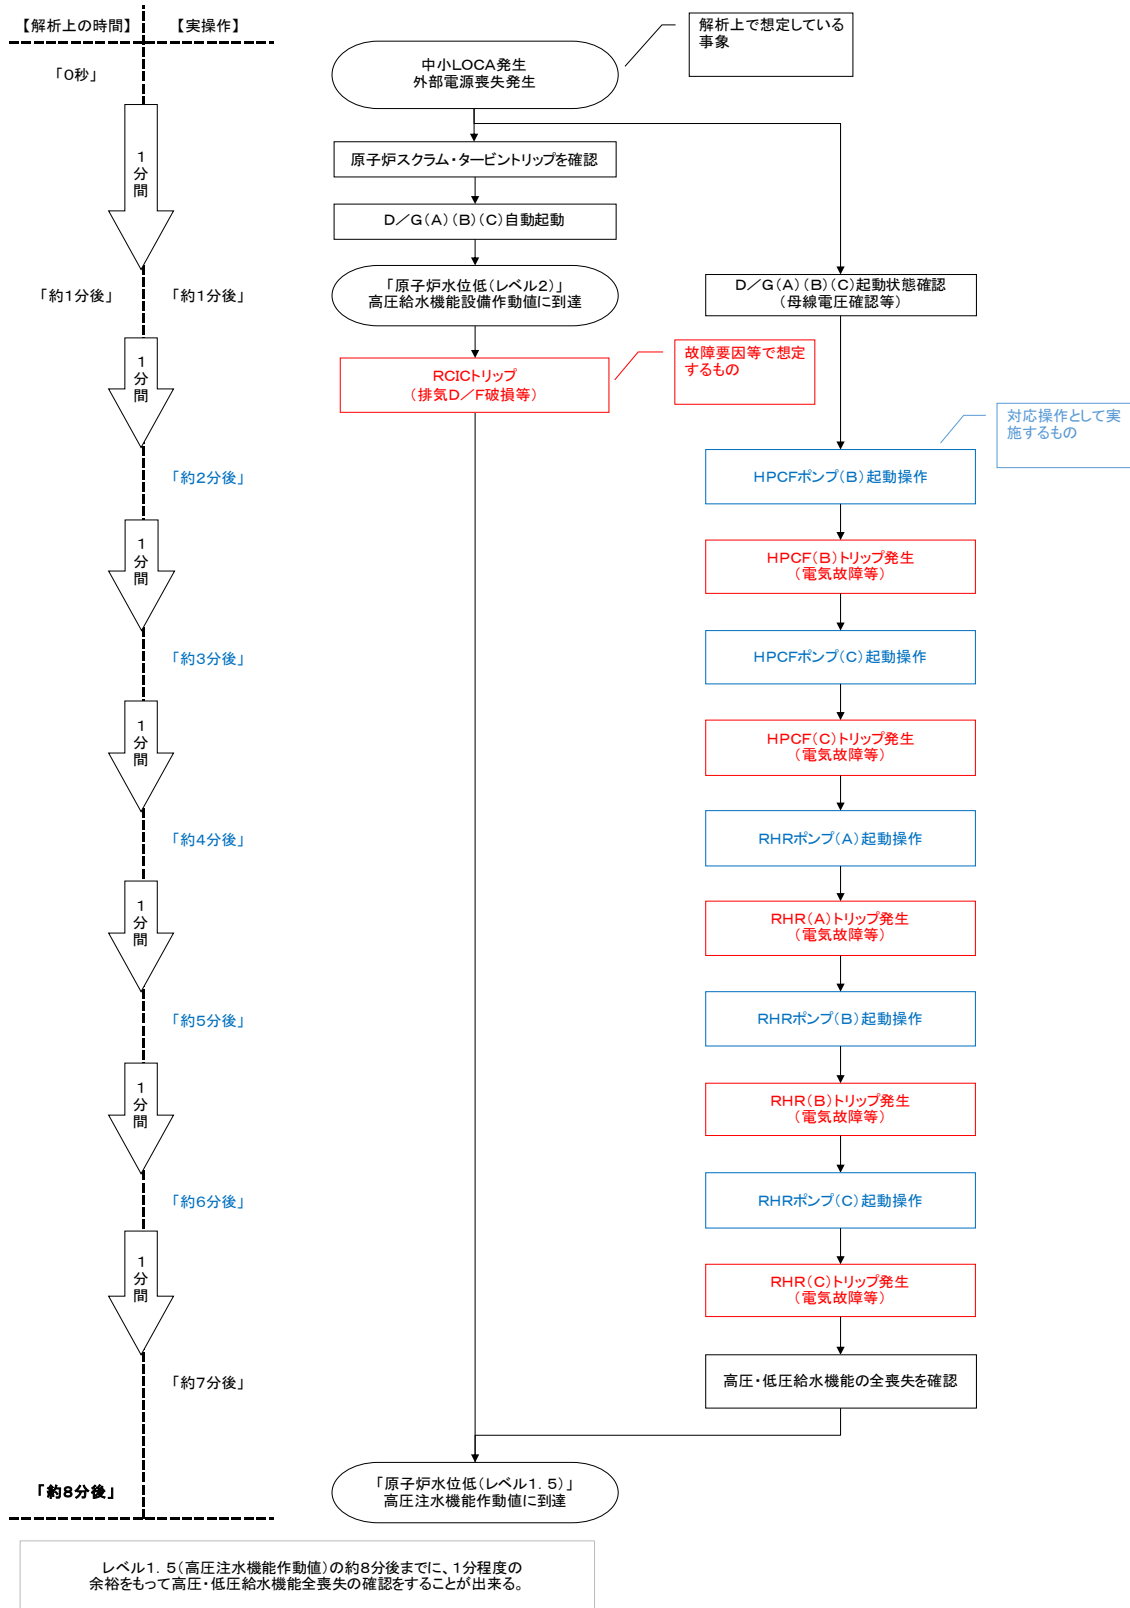 【解析上の時間】 【実操作】
解析上で想定している
事象
「0秒」
中小LOCA発生
外部電源喪失発生
1
分
間
原子炉スクラム・タービントリップを確認
D／G(A)(B)(C)自動起動
「約1分後」 「約1分後」
「原子炉水位低(レベル2)」
高圧給水機能設備作動値に到達
D／G(A)(B)(C)起動状態確認
(母線電圧確認等)
1
分
間
RCICトリップ
(排気D／F破損等)
故障要因等で想定
するもの
対応操作として実
施するもの
「約2分後」
HPCFポンプ(B)起動操作
1
分
間
HPCF(B)トリップ発生
(電気故障等)
「約3分後」
HPCFポンプ(C)起動操作
1
分
間
HPCF(C)トリップ発生
(電気故障等)
「約4分後」
RHRポンプ(A)起動操作
1
分
間
RHR(A)トリップ発生
(電気故障等)
「約5分後」
RHRポンプ(B)起動操作
1
分
間
RHR(B)トリップ発生
(電気故障等)
「約6分後」
RHRポンプ(C)起動操作
1
分
間
RHR(C)トリップ発生
(電気故障等)
「約7分後」
高圧・低圧給水機能の全喪失を確認
「約8分後」
「原子炉水位低(レベル1．5)」
高圧注水機能作動値に到達
レベル1．5(高圧注水機能作動値)の約8分後までに、1分程度の
余裕をもって高圧・低圧給水機能全喪失の確認をすることが出来る。